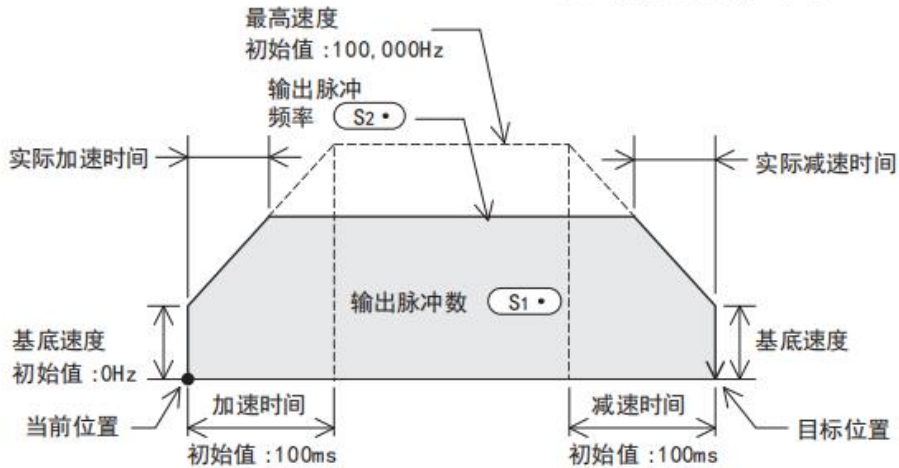 最高速度
初始值:100,000Hz
输出脉冲
频率 S2•
实际加速时间
实际减速时间
输出脉冲数 S1•
基底速度
初始值:0Hz
基底速度
当前位置
加速时间
初始值:100ms
减速时间
初始值:100ms
目标位置